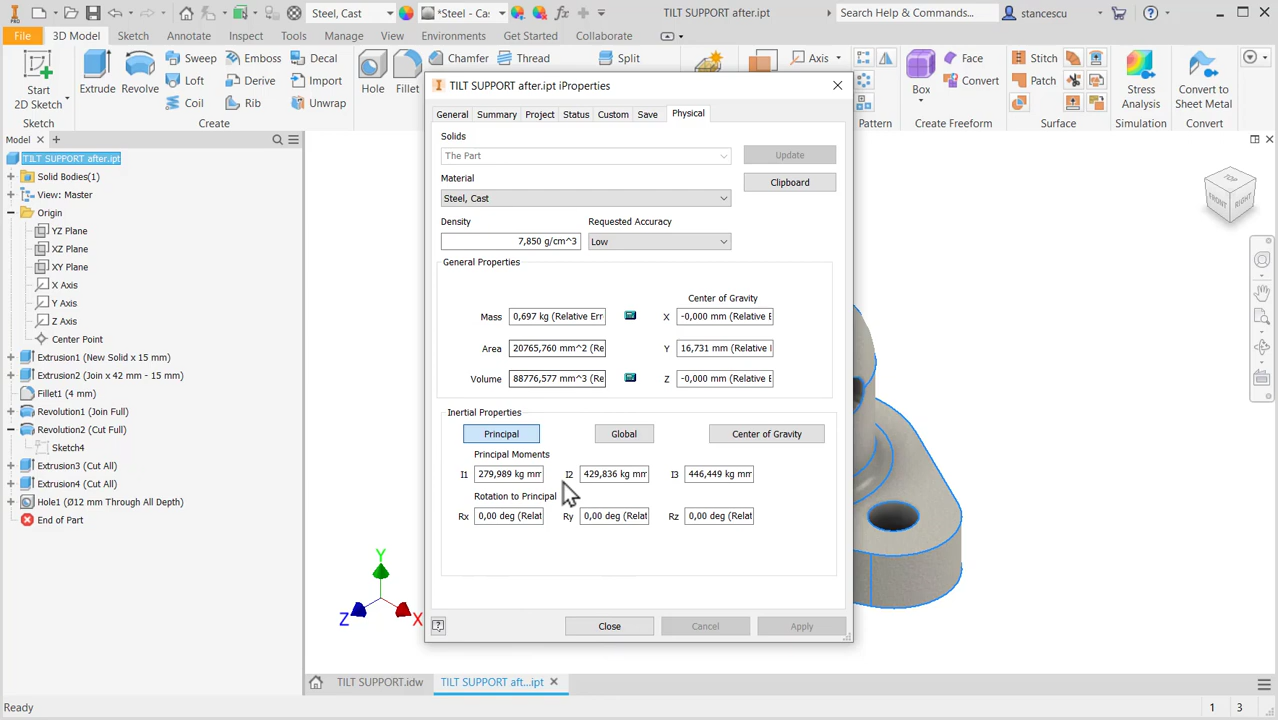 Steel, Cast
*Steel - Cas
fx
TILT SUPPORT after.ipt
Search Help & Commands...
stancescu
PRO
File
3D Model
Sketch
Annotate
Inspect
Tools
Manage
View
Environments
Get Started
Collaborate
Start
2D Sketch
Extrude
Revolve
Sweep
Loft
Coil
Emboss
Derive
Rib
Decal
Import
Unwrap
Hole
Fillet
Chamfer
Thread
Split
Axis
Box
Face
Convert
Stitch
Patch
Stress
Analysis
Convert to
Sheet Metal
Sketch
Create
Pattern
Create Freeform
Surface
Simulation
Convert
Model
TILT SUPPORT after.ipt
Solid Bodies(1)
View: Master
Origin
YZ Plane
XZ Plane
XY Plane
X Axis
Y Axis
Z Axis
Center Point
Extrusion1 (New Solid x 15 mm)
Extrusion2 (Join x 42 mm - 15 mm)
Fillet1 (4 mm)
Revolution1 (Join Full)
Revolution2 (Cut Full)
Sketch4
Extrusion3 (Cut All)
Extrusion4 (Cut All)
Hole1 (Ø12 mm Through All Depth)
End of Part
TILT SUPPORT after.ipt iProperties
General
Summary
Project
Status
Custom
Save
Physical
Solids
The Part
Update
Material
Clipboard
Steel, Cast
Density
Requested Accuracy
7,850 g/cm^3
Low
General Properties
Center of Gravity
Mass
0,697 kg (Relative Err
X
-0,000 mm (Relative E
Area
20765,760 mm^2 (Re
Y
16,731 mm (Relative
Volume
88776,577 mm^3 (Re
Z
-0,000 mm (Relative E
Inertial Properties
Principal
Global
Center of Gravity
Principal Moments
I1
279,989 kg mm
I2
429,836 kg mm
I3
446,449 kg mm
Rotation to Principal
Rx
0,00 deg (Relat
Ry
0,00 deg (Relat
Rz
0,00 deg (Relat
Close
Cancel
Apply
TOP
FRONT
RIGHT
Y
Z
X
TILT SUPPORT.idw
TILT SUPPORT aft...ipt
Ready
1
3